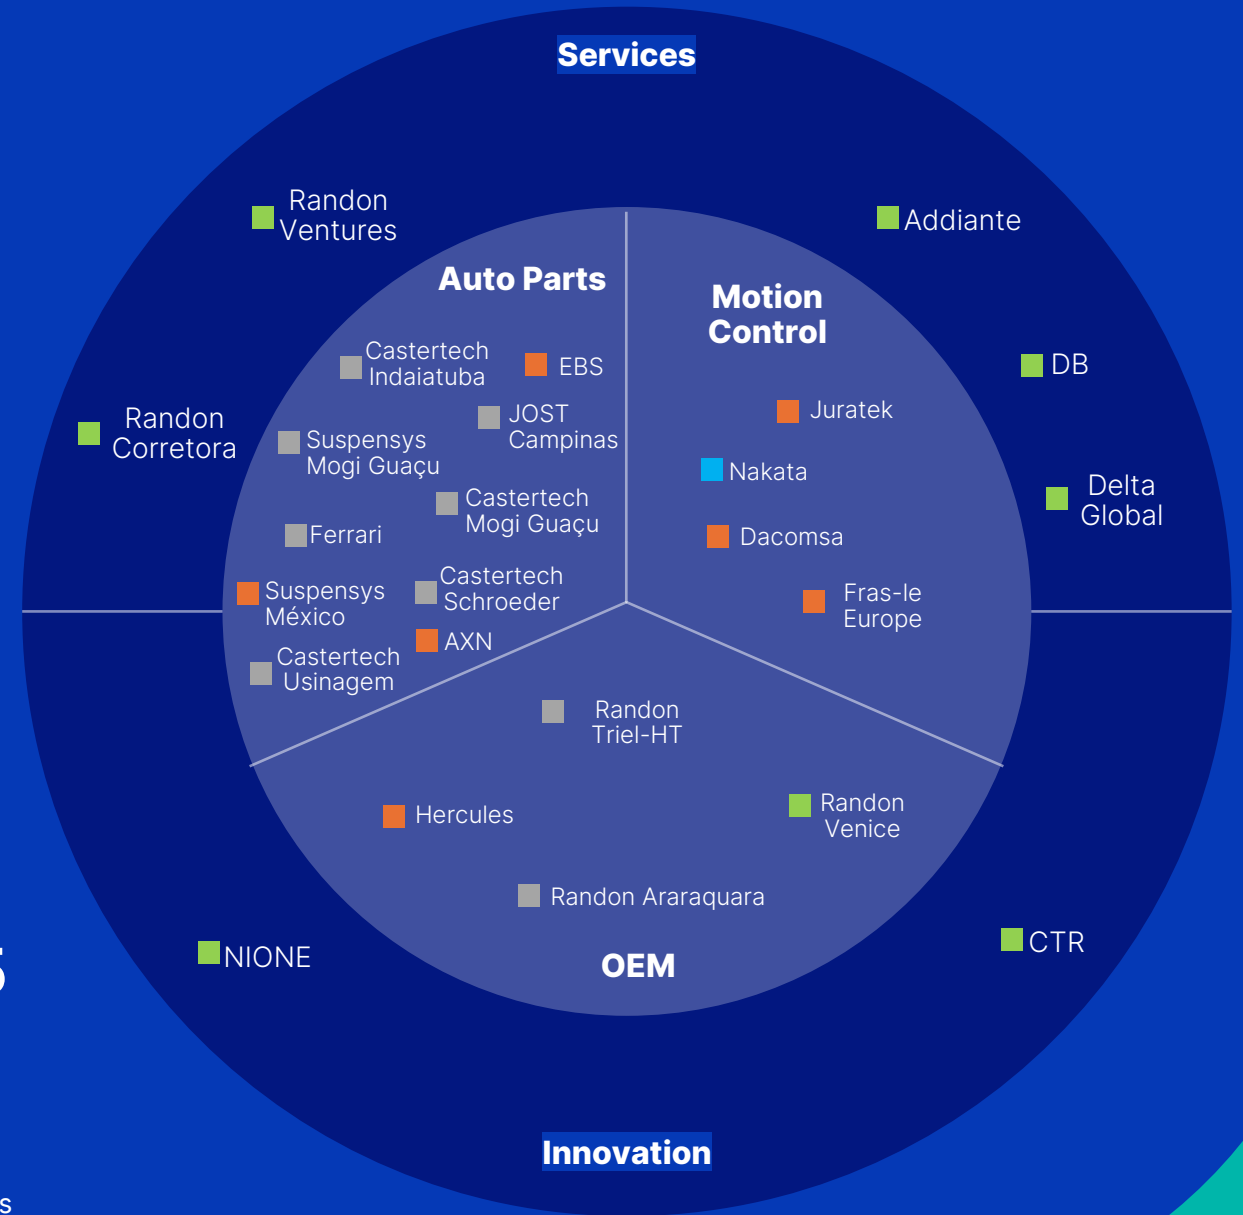 Services
Randon
Ventures
Addiante
Auto Parts
Motion
Control
Castertech
Indaiatuba
EBS
DB
JOST
Campinas
Juratek
Randon
Corretora
Suspensys
Mogi Guaçu
Nakata
Delta
Global
Castertech
Mogi Guaçu
Ferrari
Dacomsa
Castertech
Schroeder
Suspensys
México
Fras-le
Europe
AXN
Castertech
Usinagem
Randon
Triel-HT
Hercules
Randon
Venice
Randon Araraquara
NIONE
CTR
OEM
Innovation
s